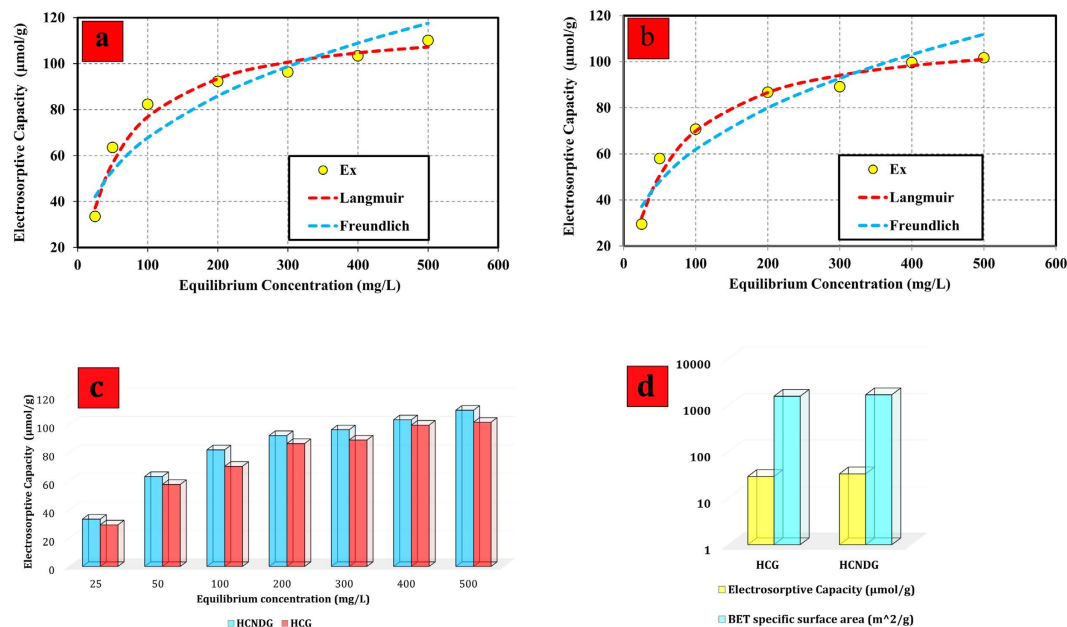 a
Electrosorptive Capacity (µmol/g)
120
100
80
60
40
20
0 100 200 300 400 500 600
Equilibrium Concentration (mg/L)
Ex
Langmuir
Freundlich
b
Electrosorptive Capacity (µmol/g)
120
100
80
60
40
20
0 100 200 300 400 500 600
Equilibrium Concentration (mg/L)
Ex
Langmuir
Freundlich
c
Electrosorptive Capacity (µmol/g)
120
100
80
60
40
20
0
25 50 100 200 300 400 500
Equilibrium concentration (mg/L)
HCNDG HCG
d
10000
1000
100
10
1
HCG HCNDG
Electrosorptive Capacity (µmol/g)
BET specific surface area (m^2/g)